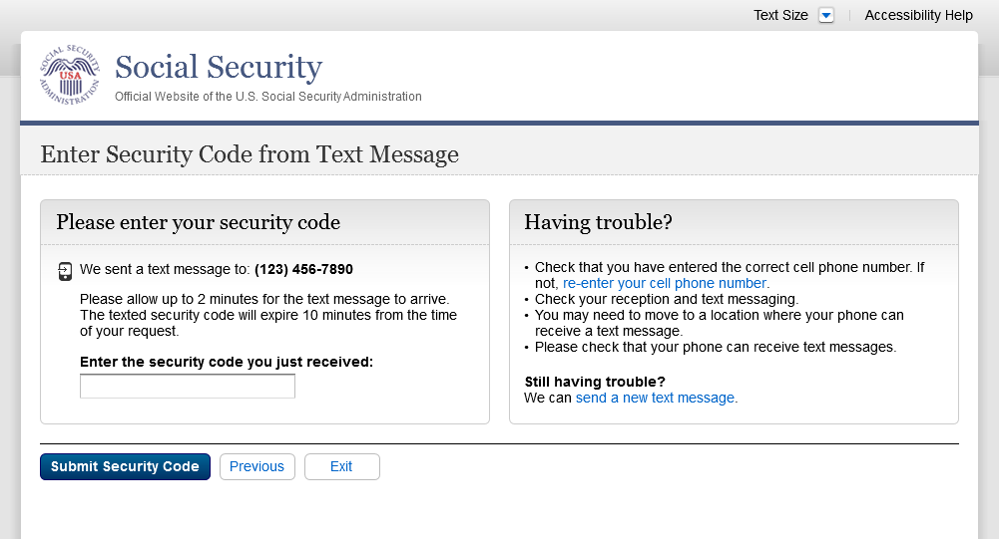 Text Size
Accessibility Help
SOCIAL SECURITY ADMINISTRATION
USA
Social Security
Official Website of the U.S. Social Security Administration
Enter Security Code from Text Message
Please enter your security code
We sent a text message to: (123) 456-7890
Please allow up to 2 minutes for the text message to arrive.
The texted security code will expire 10 minutes from the time
of your request.
Enter the security code you just received:
Having trouble?
• Check that you have entered the correct cell phone number. If
not, re-enter your cell phone number.
• Check your reception and text messaging.
• You may need to move to a location where your phone can
receive a text message.
• Please check that your phone can receive text messages.
Still having trouble?
We can send a new text message.
Submit Security Code
Previous
Exit